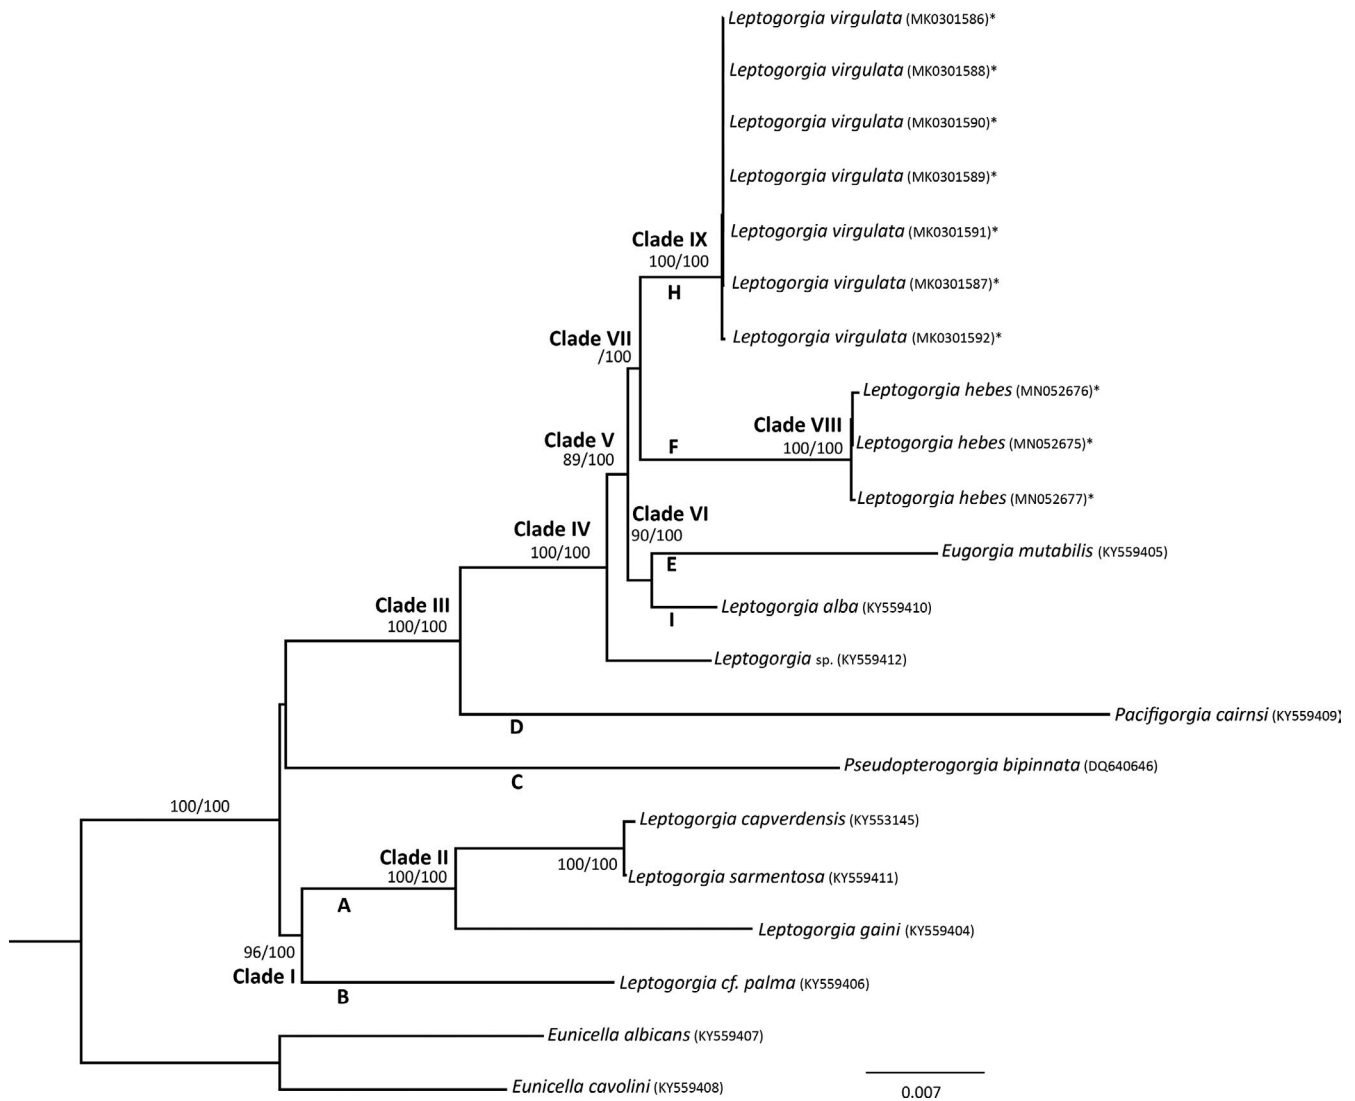 Leptogorgia virgulata (MK0301586)*
Leptogorgia virgulata (MK0301588)*
Leptogorgia virgulata (MK0301590)*
Leptogorgia virgulata (MK0301589)*
Leptogorgia virgulata (MK0301591)*
Clade IX
100/100
H
Leptogorgia virgulata (MK0301587)*
Leptogorgia virgulata (MK0301592)*
Clade VII
/100
Leptogorgia hebes (MN052676)*
Clade VIII
100/100
F
Leptogorgia hebes (MN052675)*
Clade V
89/100
Leptogorgia hebes (MN052677)*
Clade VI
90/100
Clade IV
100/100
E
Eugorgia mutabilis (KY559405)
Leptogorgia alba (KY559410)
I
Clade III
100/100
Leptogorgia sp. (KY559412)
Pacifigorgia cairnsi (KY559409)
D
Pseudopterogorgia bipinnata (DQ640646)
C
100/100
Leptogorgia capverdensis (KY553145)
Clade II
100/100
100/100
Leptogorgia sarmentosa (KY559411)
A
Leptogorgia gaini (KY559404)
96/100
Clade I
Leptogorgia cf. palma (KY559406)
B
Eunicella albicans (KY559407)
Eunicella cavolini (KY559408)
0.007